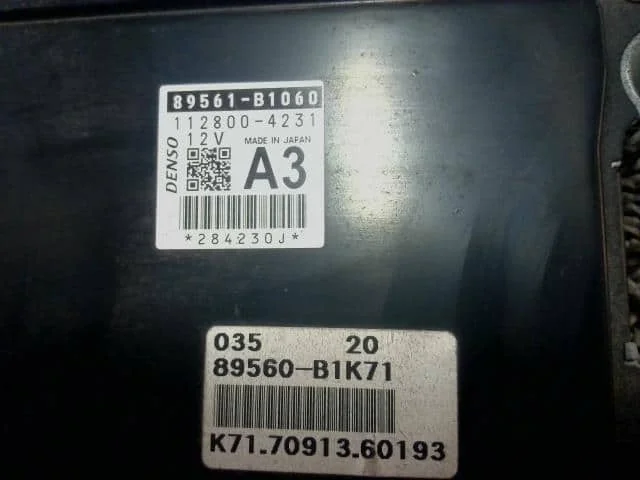 89561-B1060
112800-4231
DENSO
12V MADE IN JAPAN
A3
*284230J*
035 20
89560-B1K71
K71.70913.60193